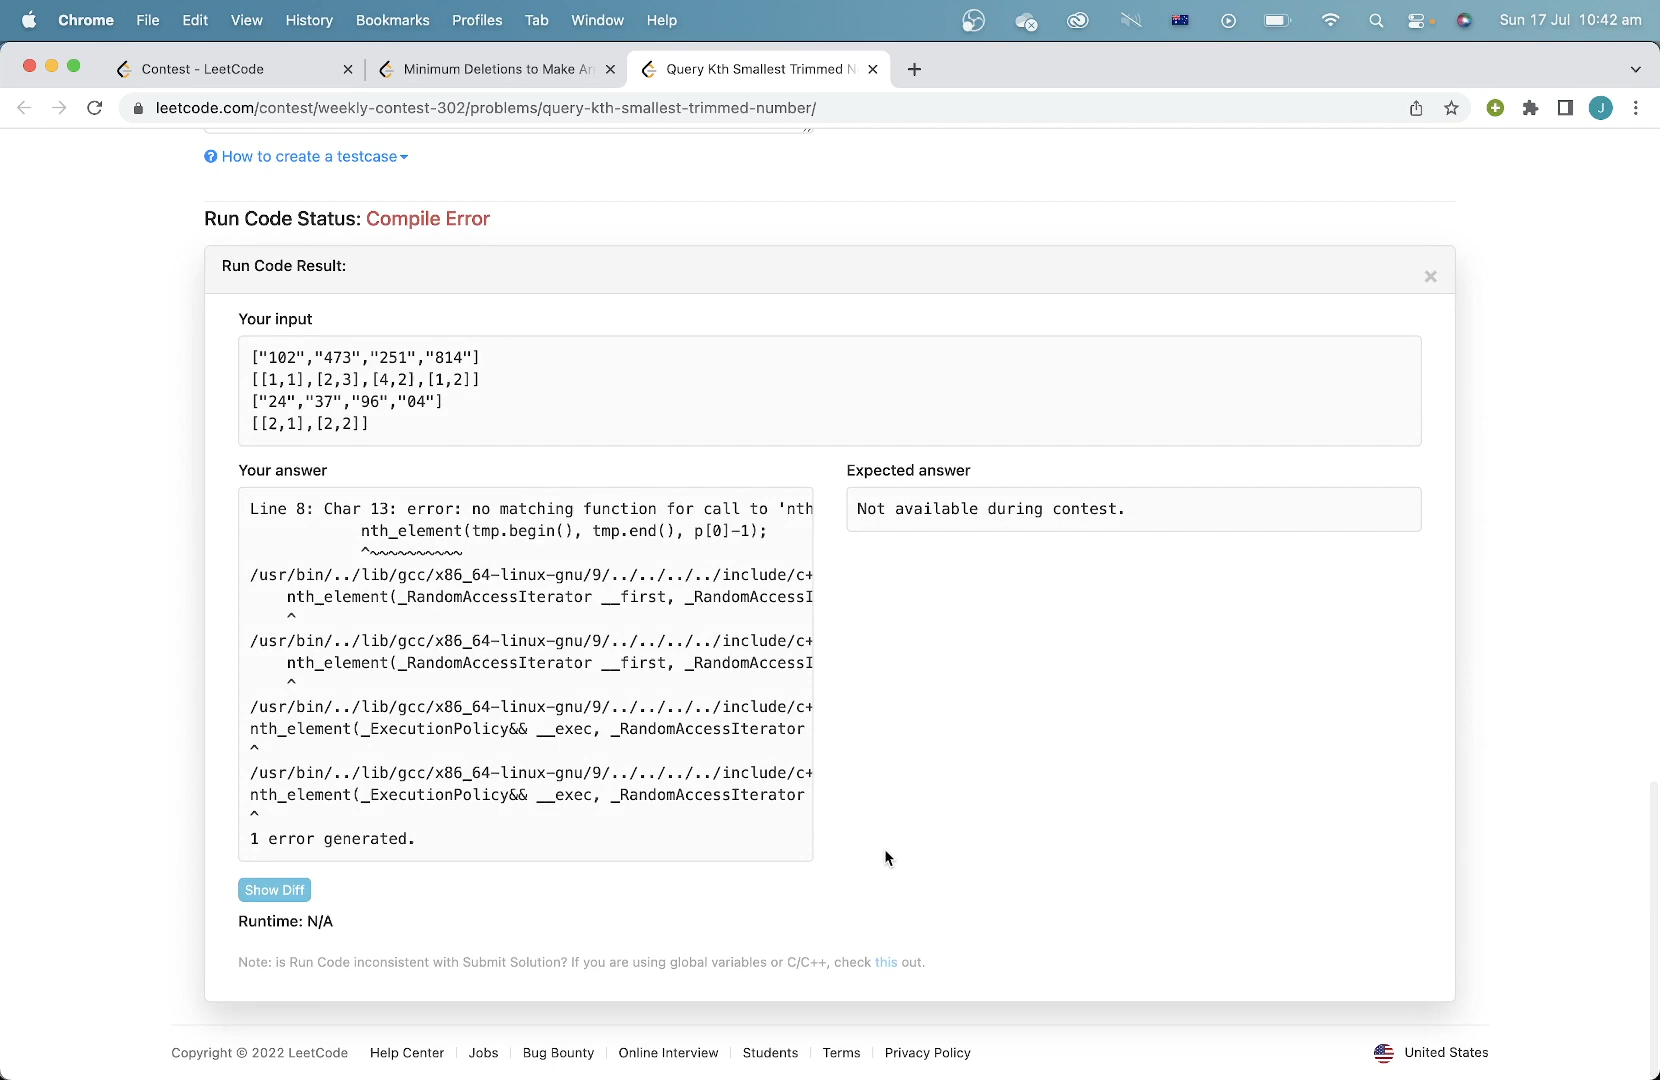 Chrome File Edit View History Bookmarks Profiles Tab Window Help Sun 17 Jul 10:42 am
Contest - LeetCode Minimum Deletions to Make Ar Query Kth Smallest Trimmed N
leetcode.com/contest/weekly-contest-302/problems/query-kth-smallest-trimmed-number/ J
How to create a testcase
Run Code Status: Compile Error
Run Code Result:
×
Your input
["102","473","251","814"]
[[1,1],[2,3],[4,2],[1,2]]
["24","37","96","04"]
[[2,1],[2,2]]
Your answer
Line 8: Char 13: error: no matching function for call to 'nth
nth_element(tmp.begin(), tmp.end(), p[0]-1);
^~~~~~~~~~~
/usr/bin/../lib/gcc/x86_64-linux-gnu/9/../../../../include/c+
nth_element(_RandomAccessIterator __first, _RandomAccessI
^
/usr/bin/../lib/gcc/x86_64-linux-gnu/9/../../../../include/c+
nth_element(_RandomAccessIterator __first, _RandomAccessI
^
/usr/bin/../lib/gcc/x86_64-linux-gnu/9/../../../../include/c+
nth_element(_ExecutionPolicy&& __exec, _RandomAccessIterator
^
/usr/bin/../lib/gcc/x86_64-linux-gnu/9/../../../../include/c+
nth_element(_ExecutionPolicy&& __exec, _RandomAccessIterator
^
1 error generated.
Expected answer
Not available during contest.
Show Diff
Runtime: N/A
Note: is Run Code inconsistent with Submit Solution? If you are using global variables or C/C++, check this out.
Copyright © 2022 LeetCode Help Center Jobs Bug Bounty Online Interview Students Terms Privacy Policy United States